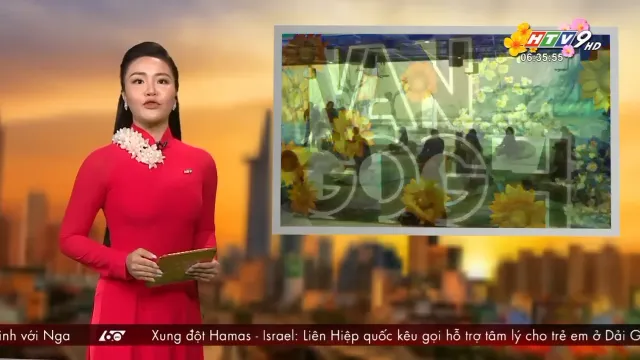 HTV9 HD
06:35:55
VAN
GOGH
inh với Nga
60
Xung đột Hamas - Israel: Liên Hiệp quốc kêu gọi hỗ trợ tâm lý cho trẻ em ở Dải G